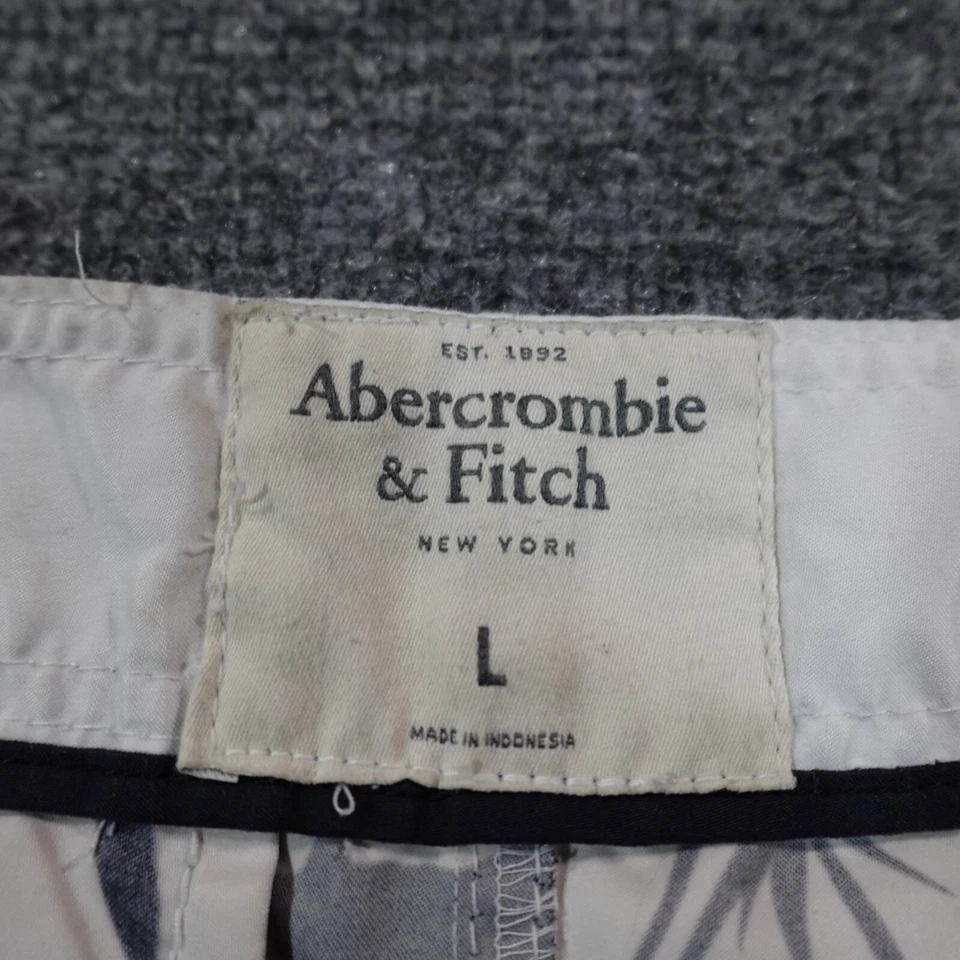 EST. 1892
Abercrombie
& Fitch
NEW YORK
L
MADE IN INDONESIA